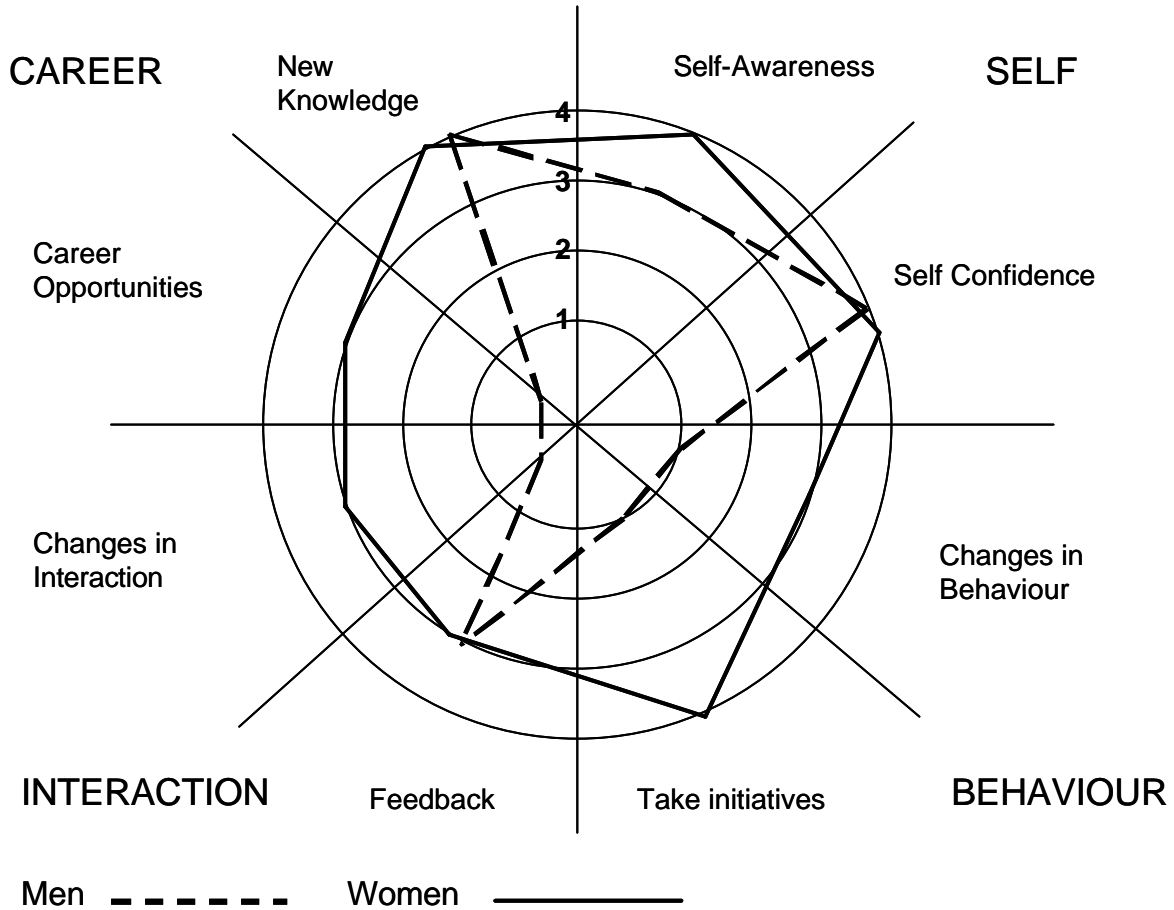 CAREER
New
Knowledge
Self-Awareness
SELF
4
3
2
1
Career
Opportunities
Self Confidence
Changes in
Interaction
Changes in
Behaviour
INTERACTION
Feedback
Take initiatives
BEHAVIOUR
Men
Women